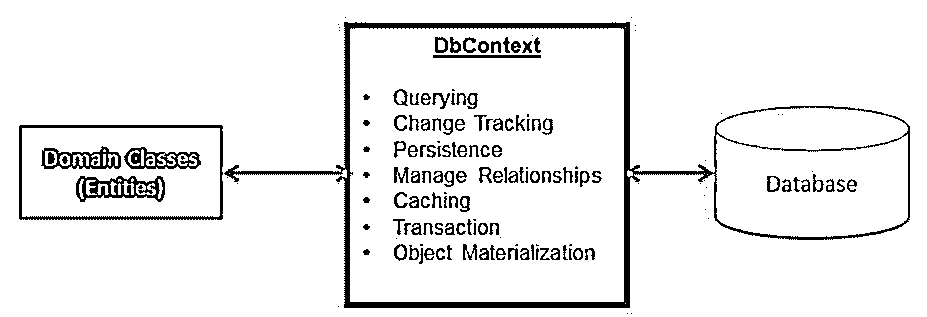 DbContext
• Querying
• Change Tracking
• Persistence
• Manage Relationships
• Caching
• Transaction
• Object Materialization
Domain Classes
(Entities)
Database